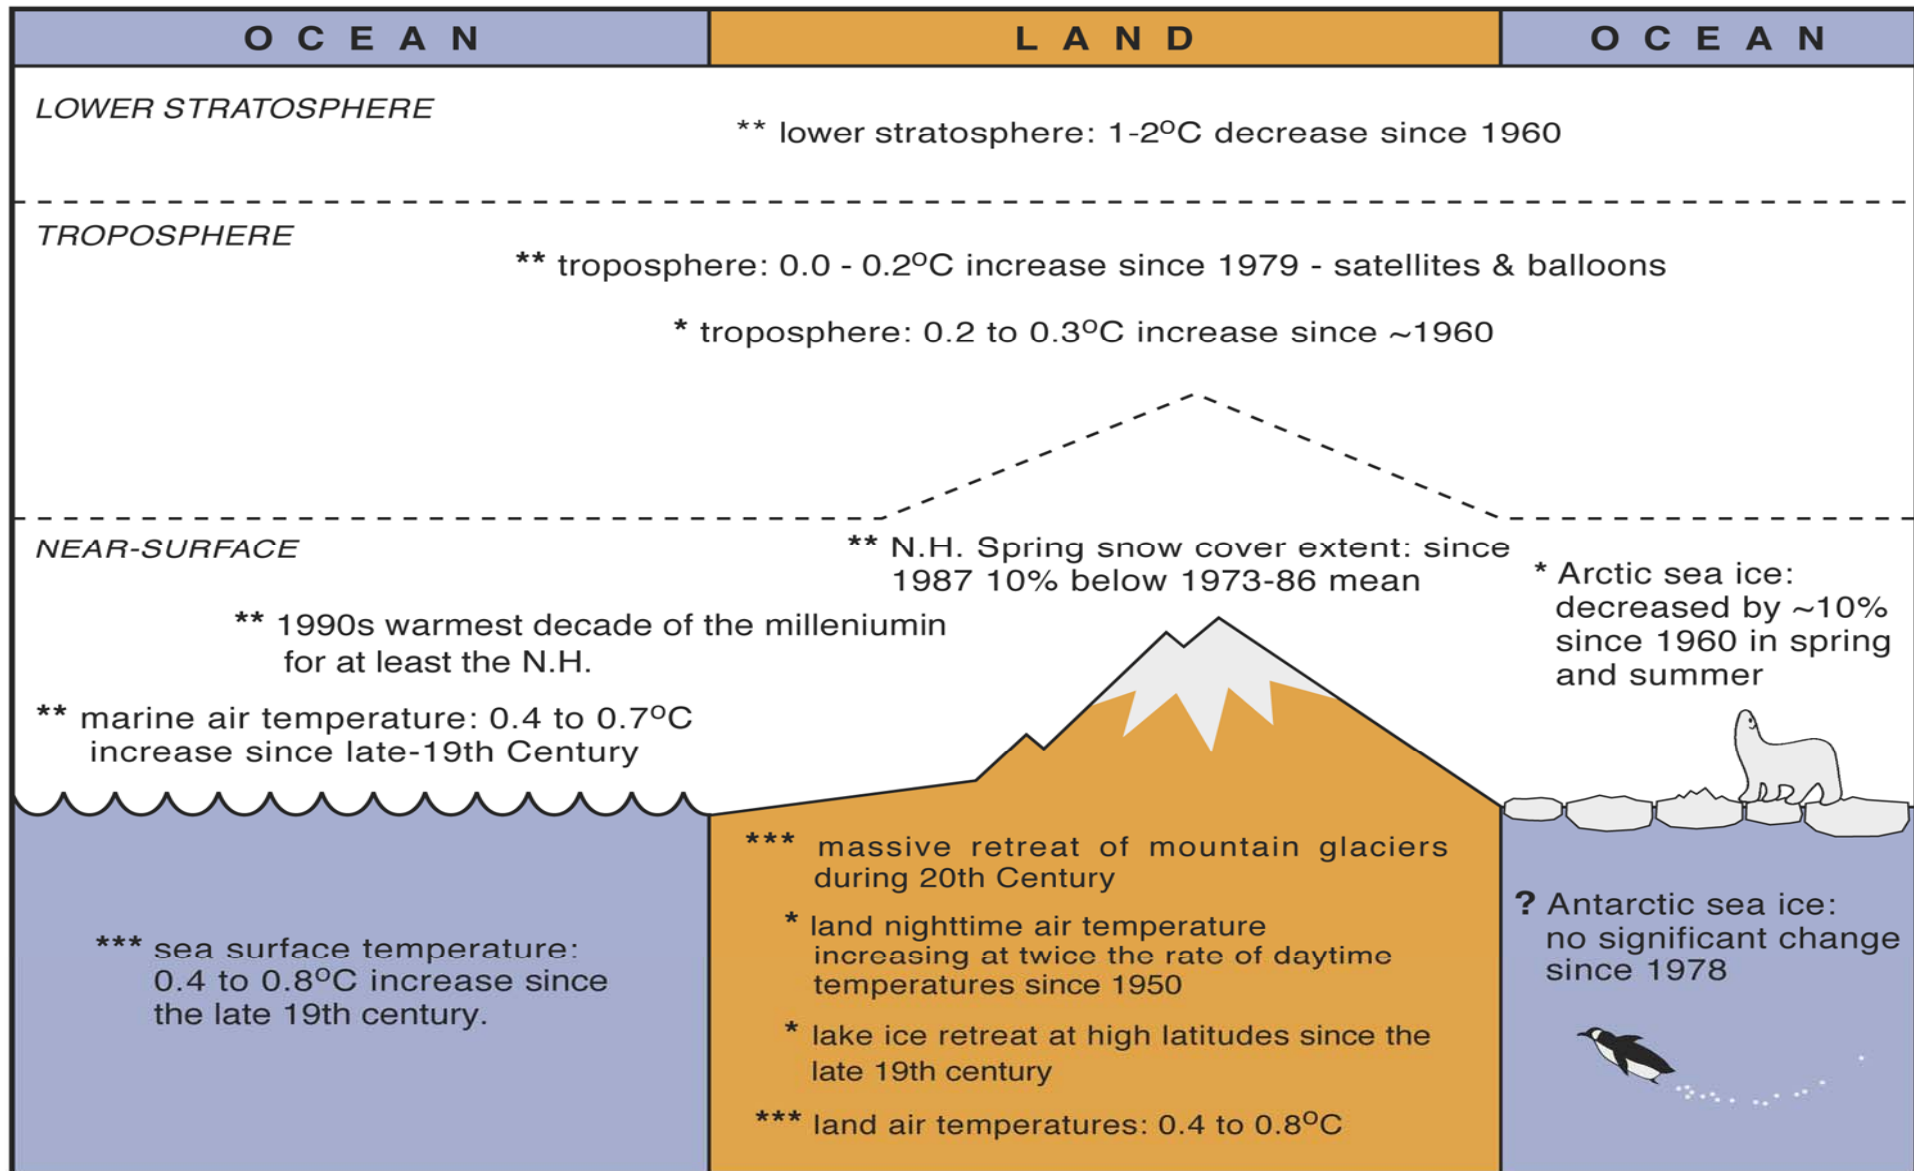 OCEAN
LAND
OCEAN
LOWER STRATOSPHERE
** lower stratosphere: 1-2ºC decrease since 1960
TROPOSPHERE
** troposphere: 0.0 - 0.2ºC increase since 1979 - satellites & balloons
* troposphere: 0.2 to 0.3ºC increase since ~1960
NEAR-SURFACE
** N.H. Spring snow cover extent: since
1987 10% below 1973-86 mean
* Arctic sea ice:
decreased by ~10%
since 1960 in spring
and summer
** 1990s warmest decade of the milleniumin
for at least the N.H.
** marine air temperature: 0.4 to 0.7ºC
increase since late-19th Century
*** sea surface temperature:
0.4 to 0.8ºC increase since
the late 19th century.
*** massive retreat of mountain glaciers
during 20th Century
* land nighttime air temperature
increasing at twice the rate of daytime
temperatures since 1950
* lake ice retreat at high latitudes since the
late 19th century
*** land air temperatures: 0.4 to 0.8ºC
? Antarctic sea ice:
no significant change
since 1978